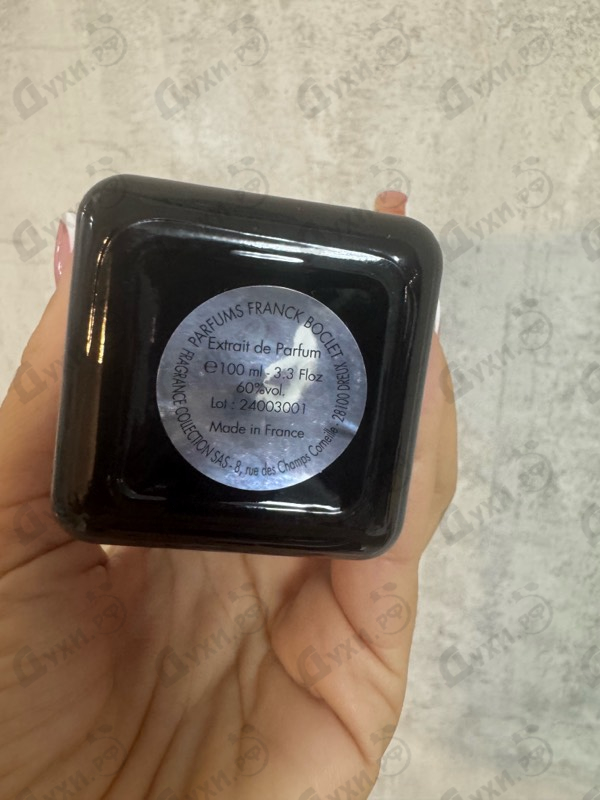 PARFUMS FRANCK BOCLET
Extrait de Parfum
℮ 100 ml - 3.3 Floz
60%vol.
Lot : 24003001
Made in France
FRAGRANCE COLLECTION SAS - 8, rue des Champs Corneille - 28100 DREUX
Духи.рф